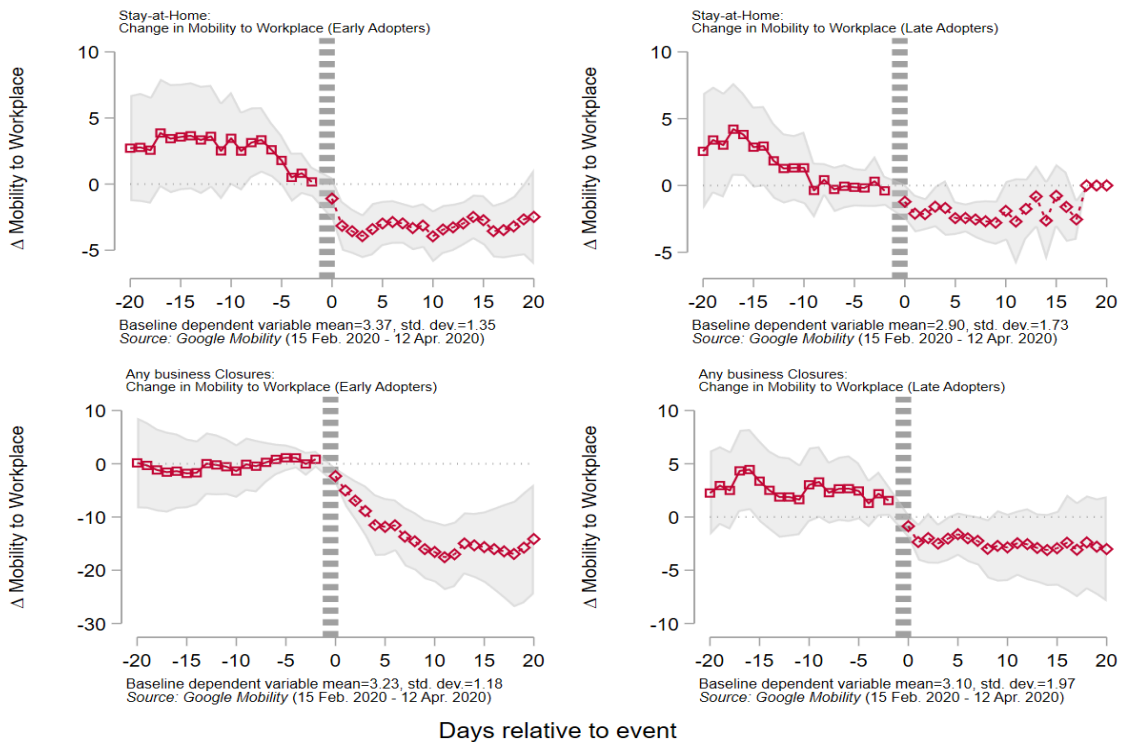 Stay-at-Home:
Change in Mobility to Workplace (Early Adopters)
Δ Mobility to Workplace
10
5
0
-5
-20 -15 -10 -5 0 5 10 15 20
Baseline dependent variable mean=3.37, std. dev.=1.35
Source: Google Mobility (15 Feb. 2020 - 12 Apr. 2020)
Stay-at-Home:
Change in Mobility to Workplace (Late Adopters)
Δ Mobility to Workplace
10
5
0
-5
-20 -15 -10 -5 0 5 10 15 20
Baseline dependent variable mean=2.90, std. dev.=1.73
Source: Google Mobility (15 Feb. 2020 - 12 Apr. 2020)
Any business Closures:
Change in Mobility to Workplace (Early Adopters)
Δ Mobility to Workplace
10
0
-10
-20
-30
-20 -15 -10 -5 0 5 10 15 20
Baseline dependent variable mean=3.23, std. dev.=1.18
Source: Google Mobility (15 Feb. 2020 - 12 Apr. 2020)
Any business Closures:
Change in Mobility to Workplace (Late Adopters)
Δ Mobility to Workplace
10
5
0
-5
-10
-20 -15 -10 -5 0 5 10 15 20
Baseline dependent variable mean=3.10, std. dev.=1.97
Source: Google Mobility (15 Feb. 2020 - 12 Apr. 2020)
Days relative to event